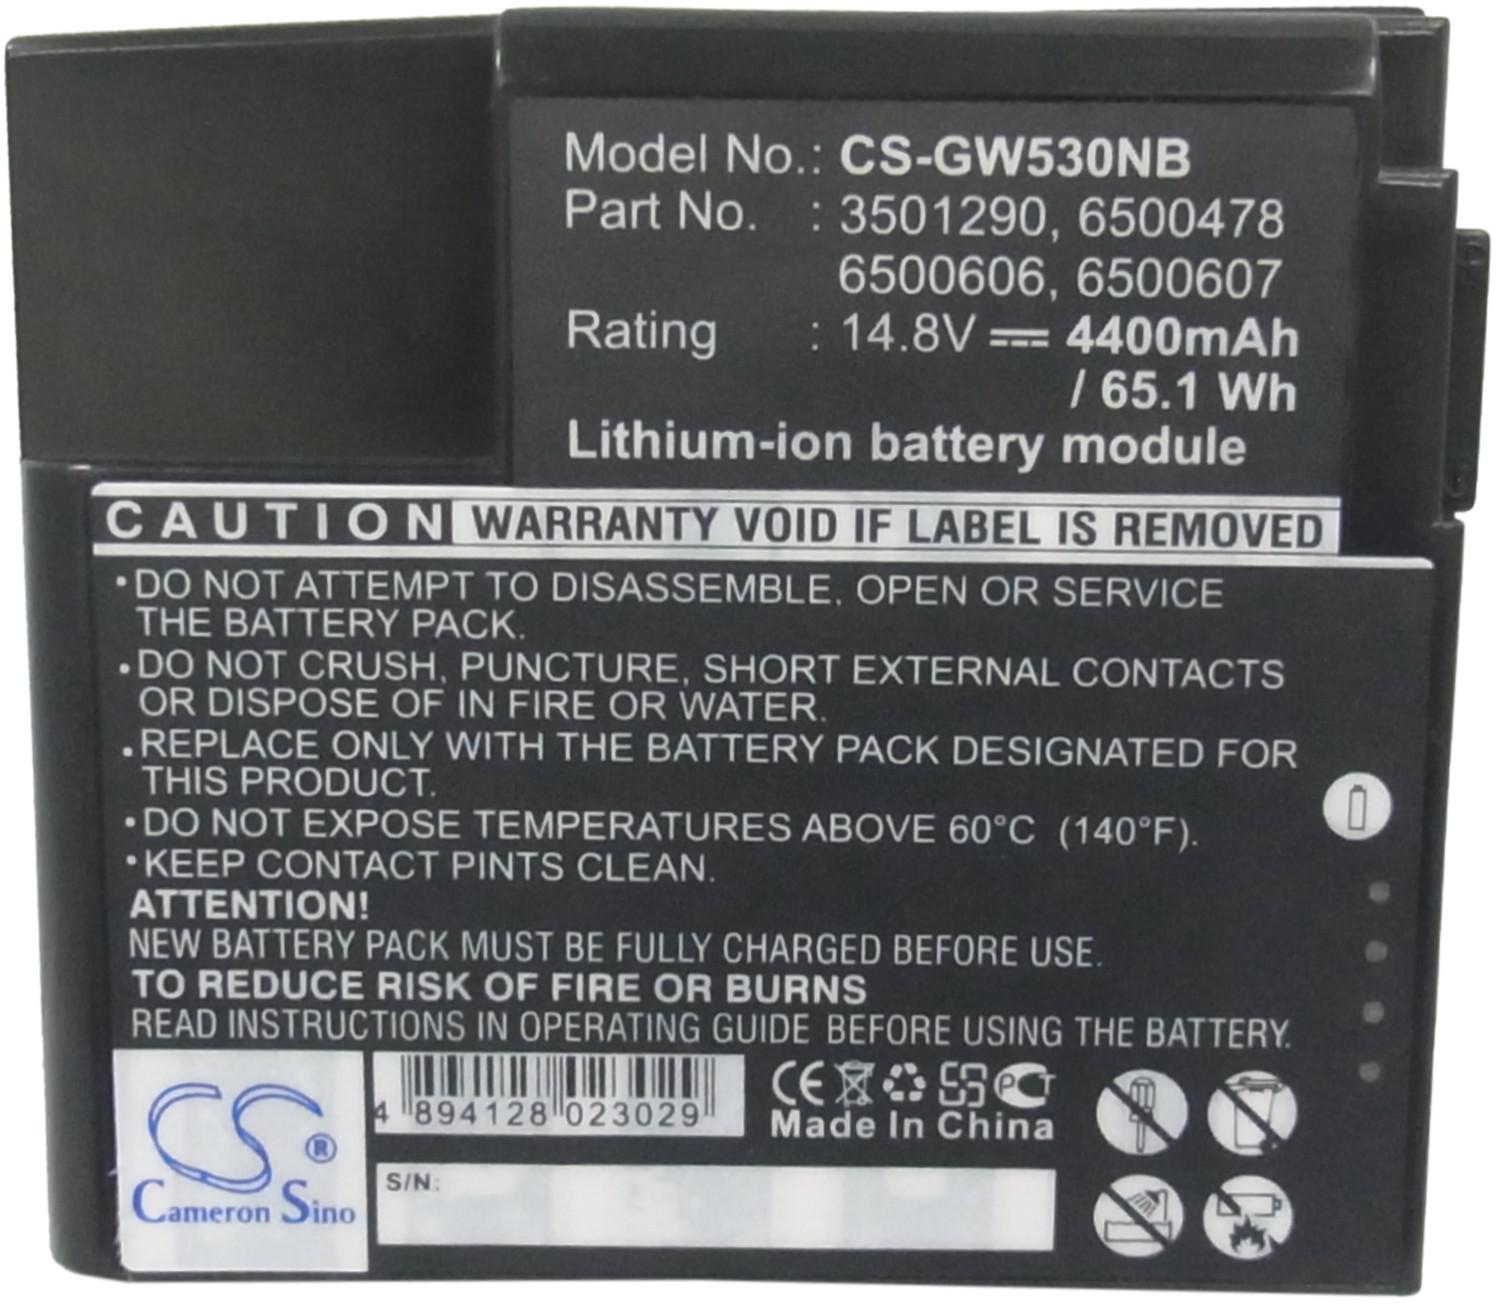 Model No.: CS-GW530NB
Part No. : 3501290, 6500478
6500606, 6500607
Rating : 14.8V 4400mAh
/ 65.1 Wh
Lithium-ion battery module
CAUTION WARRANTY VOID IF LABEL IS REMOVED
•DO NOT ATTEMPT TO DISASSEMBLE, OPEN OR SERVICE
THE BATTERY PACK.
•DO NOT CRUSH, PUNCTURE, SHORT EXTERNAL CONTACTS
OR DISPOSE OF IN FIRE OR WATER.
•REPLACE ONLY WITH THE BATTERY PACK DESIGNATED FOR
THIS PRODUCT.
•DO NOT EXPOSE TEMPERATURES ABOVE 60°C (140°F).
•KEEP CONTACT PINTS CLEAN.
ATTENTION!
NEW BATTERY PACK MUST BE FULLY CHARGED BEFORE USE.
TO REDUCE RISK OF FIRE OR BURNS
READ INSTRUCTIONS IN OPERATING GUIDE BEFORE USING THE BATTERY.
CS®
Cameron Sino
4 894128 023029
CE PCT
Made In China
S/N: